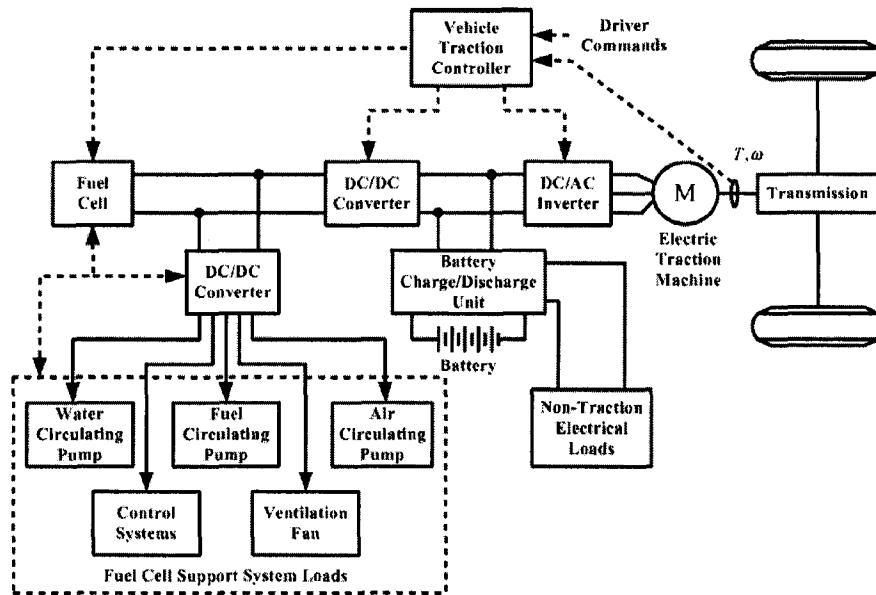 Vehicle
Traction
Controller
Driver
Commands
T,ω
Fuel
Cell
DC/DC
Converter
DC/AC
Inverter
M
Transmission
Electric
Traction
Machine
DC/DC
Converter
Battery
Charge/Discharge
Unit
Battery
Water
Circulating
Pump
Fuel
Circulating
Pump
Air
Circulating
Pump
Non-Traction
Electrical
Loads
Control
Systems
Ventilation
Fan
Fuel Cell Support System Loads